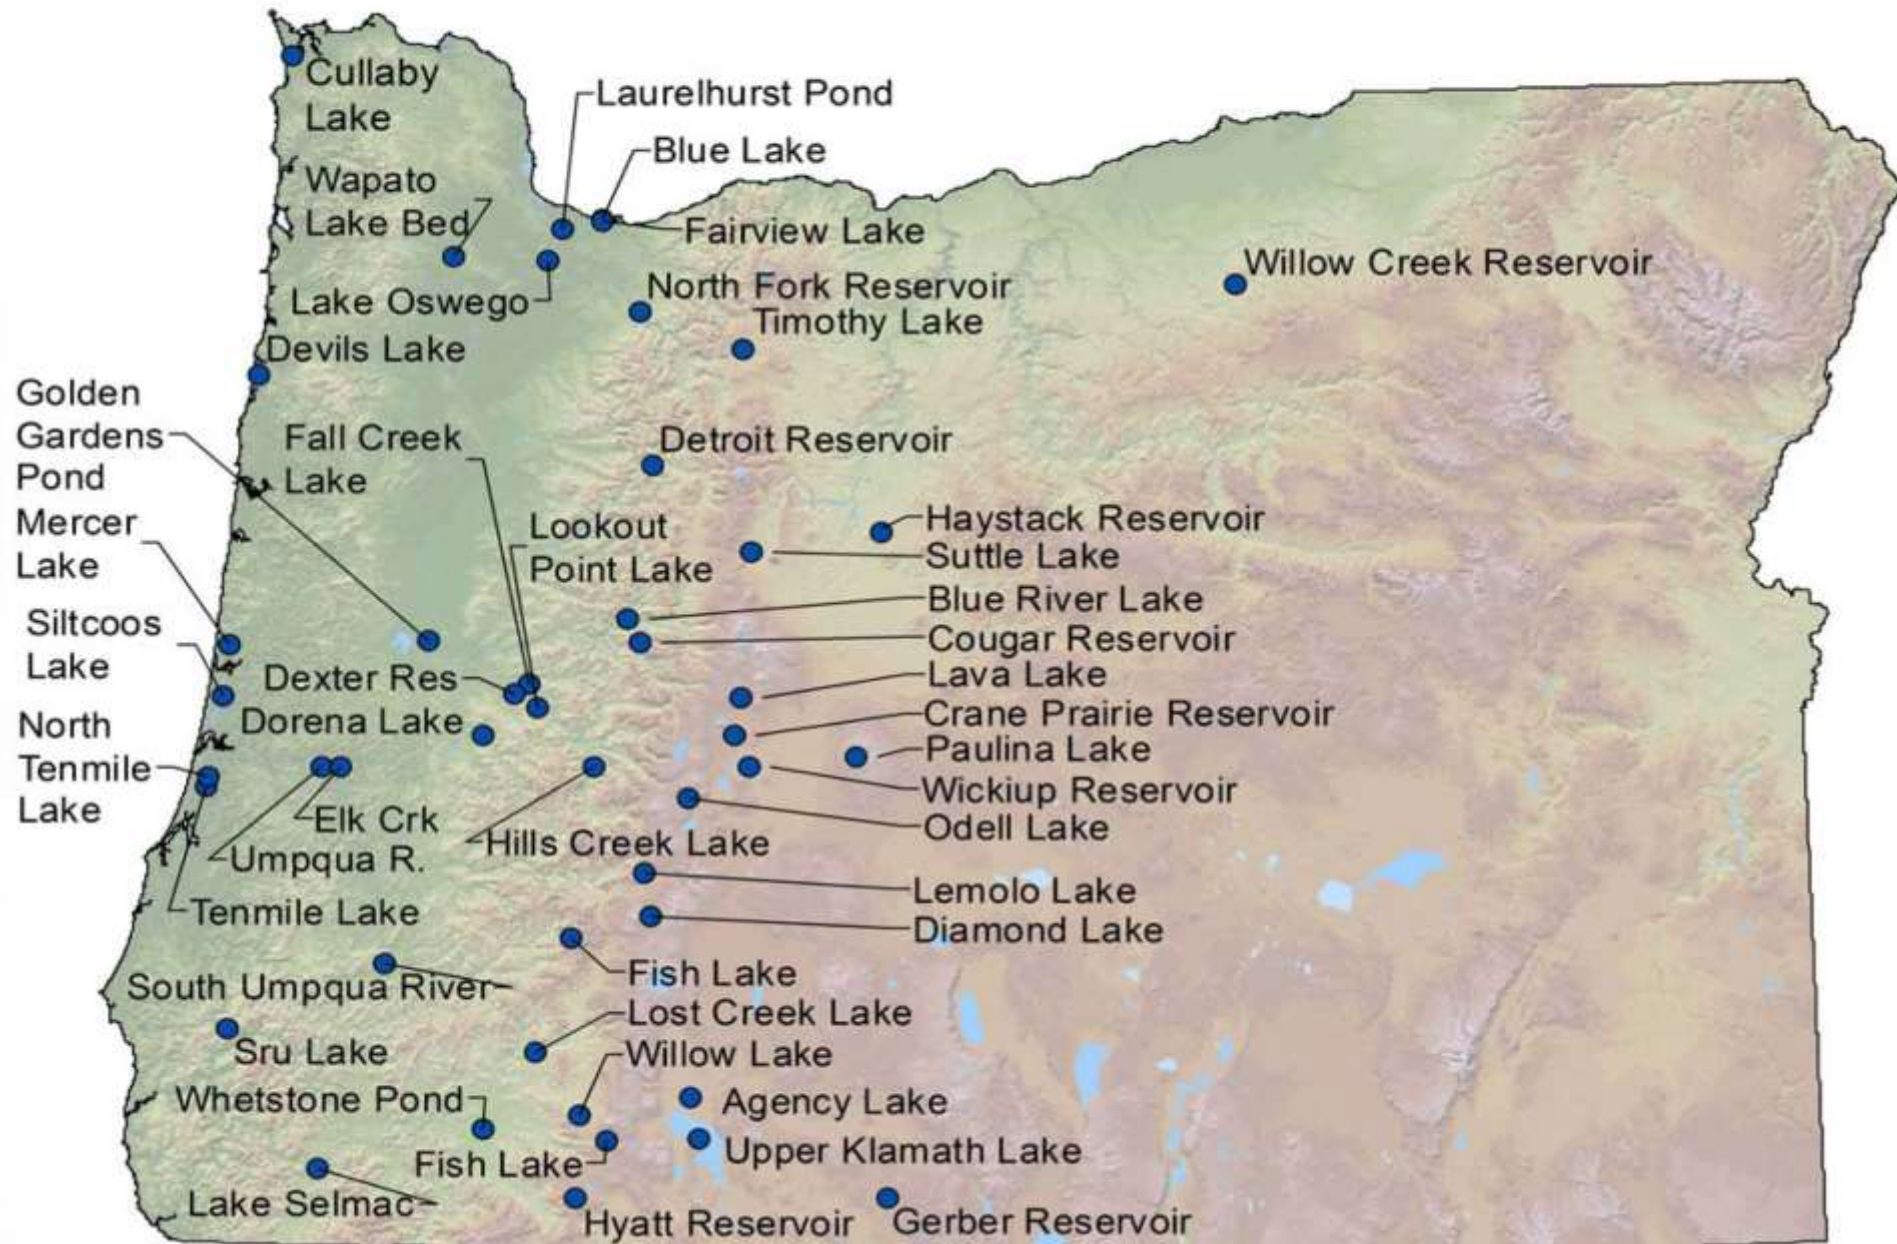 Cullaby
Lake
Laurelhurst Pond
Blue Lake
Wapato
Lake Bed
Fairview Lake
Willow Creek Reservoir
Lake Oswego
North Fork Reservoir
Timothy Lake
Devils Lake
Golden
Gardens
Pond
Fall Creek
Lake
Detroit Reservoir
Mercer
Lake
Lookout
Point Lake
Haystack Reservoir
Suttle Lake
Blue River Lake
Cougar Reservoir
Siltcoos
Lake
Dexter Res
Lava Lake
Dorena Lake
Crane Prairie Reservoir
North
Tenmile
Lake
Paulina Lake
Wickiup Reservoir
Elk Crk
Odell Lake
Umpqua R.
Hills Creek Lake
Lemolo Lake
Tenmile Lake
Diamond Lake
Fish Lake
South Umpqua River
Lost Creek Lake
Sru Lake
Willow Lake
Whetstone Pond
Agency Lake
Upper Klamath Lake
Fish Lake
Lake Selmac
Hyatt Reservoir
Gerber Reservoir